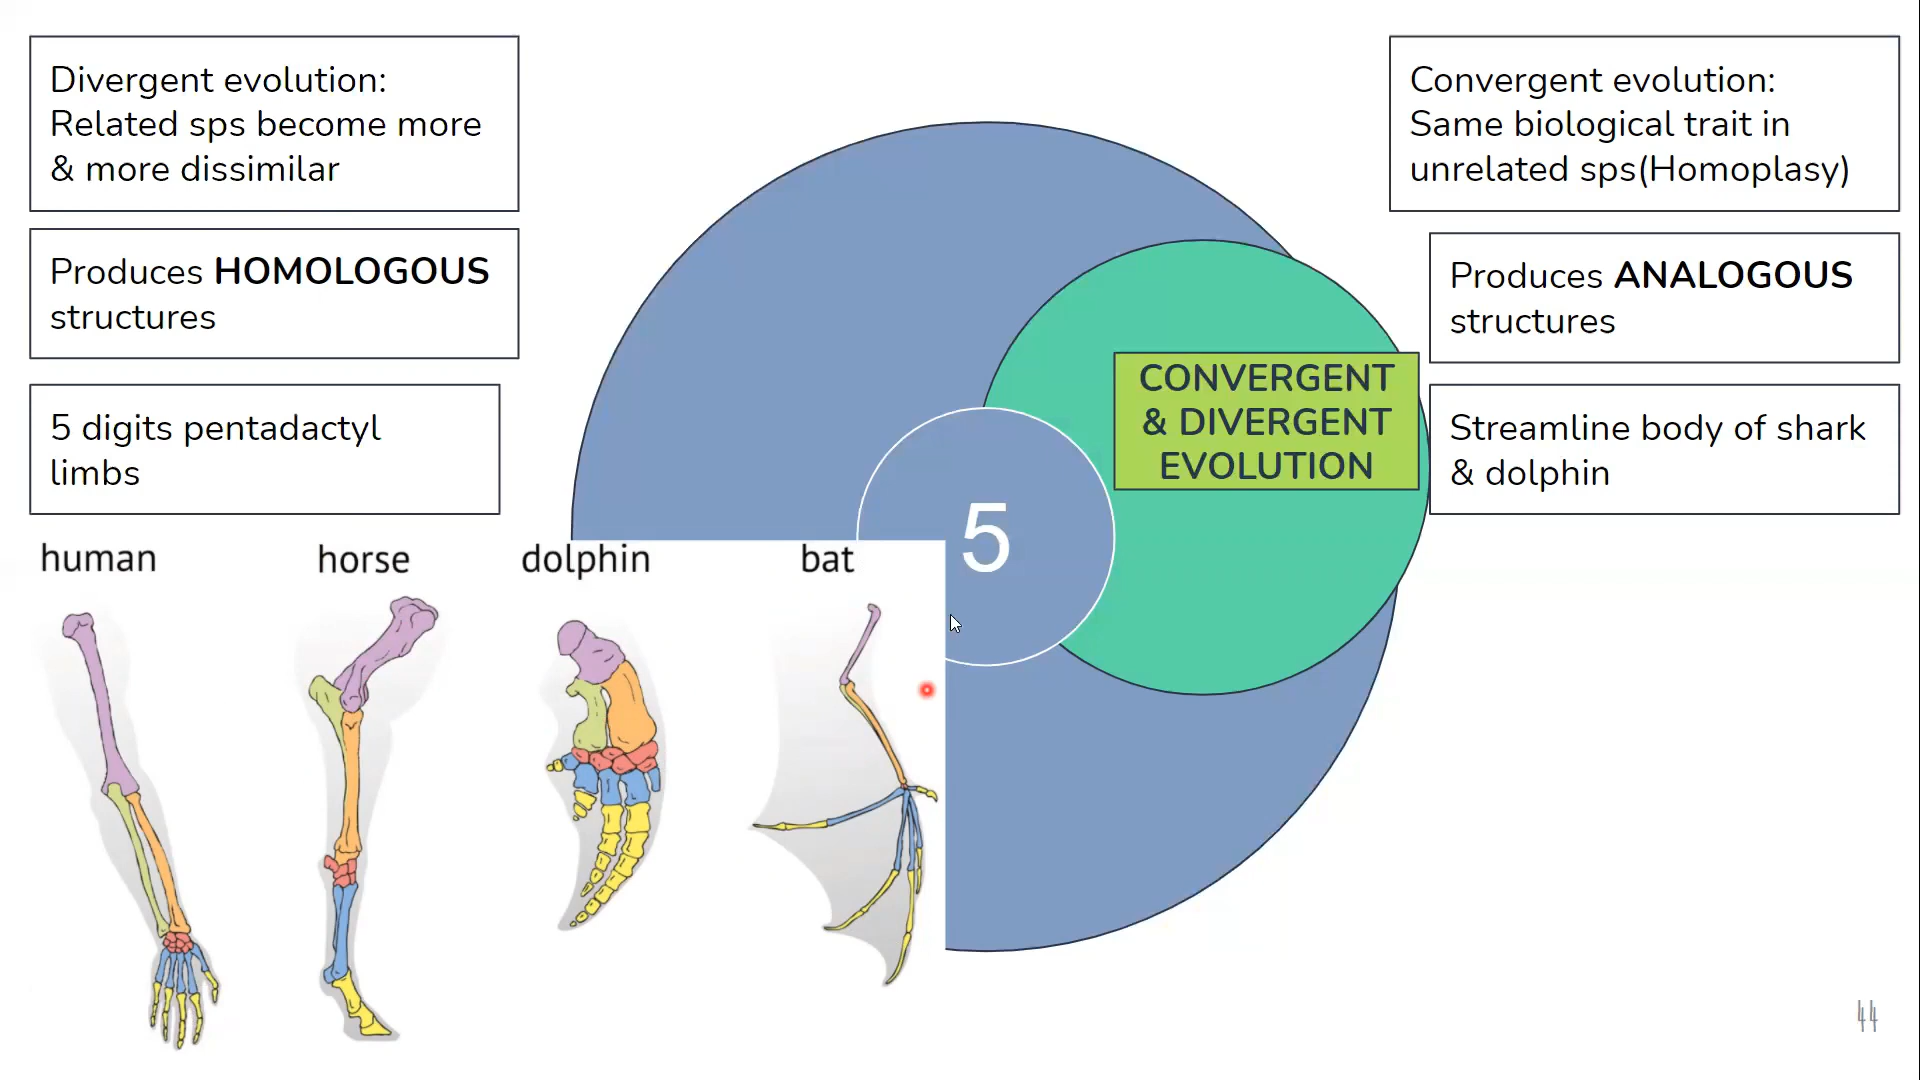 Divergent evolution:
Related sps become more
& more dissimilar
Produces HOMOLOGOUS
structures
5 digits pentadactyl
limbs
human
horse
dolphin
bat
5
CONVERGENT
& DIVERGENT
EVOLUTION
Convergent evolution:
Same biological trait in
unrelated sps(Homoplasy)
Produces ANALOGOUS
structures
Streamline body of shark
& dolphin
44